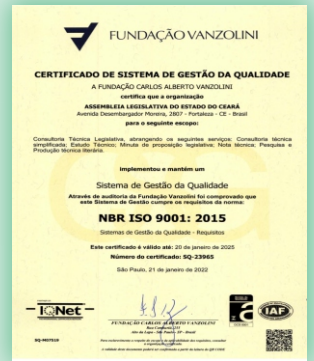 FUNDAÇÃO VANZOLINI
CERTIFICADO DE SISTEMA DE GESTÃO DA QUALIDADE
A FUNDAÇÃO CARLOS ALBERTO VANZOLINI
certifica que a organização
ASSEMBLEIA LEGISLATIVA DO ESTADO DO CEARÁ
Avenida Desembargador Moreira, 2807 - Fortaleza - CE - Brasil
para o seguinte escopo:
Consultoria Técnica Legislativa, abrangendo os seguintes serviços: Consultoria técnica
simplificada; Estudo Técnico; Minuta de proposição legislativa; Nota técnica; Pesquisa e
Produção técnica literária.
implementou e mantém um
Sistema de Gestão da Qualidade
Através de auditoria da Fundação Vanzolini foi comprovado que
este Sistema de Gestão cumpre os requisitos da norma:
NBR ISO 9001: 2015
Sistemas de Gestão da Qualidade - Requisitos
Este certificado é válido até: 20 de janeiro de 2025
Número do certificado: SQ-23965
São Paulo, 21 de janeiro de 2022
IQNet
IAF
FUNDAÇÃO CARLOS ALBERTO VANZOLINI